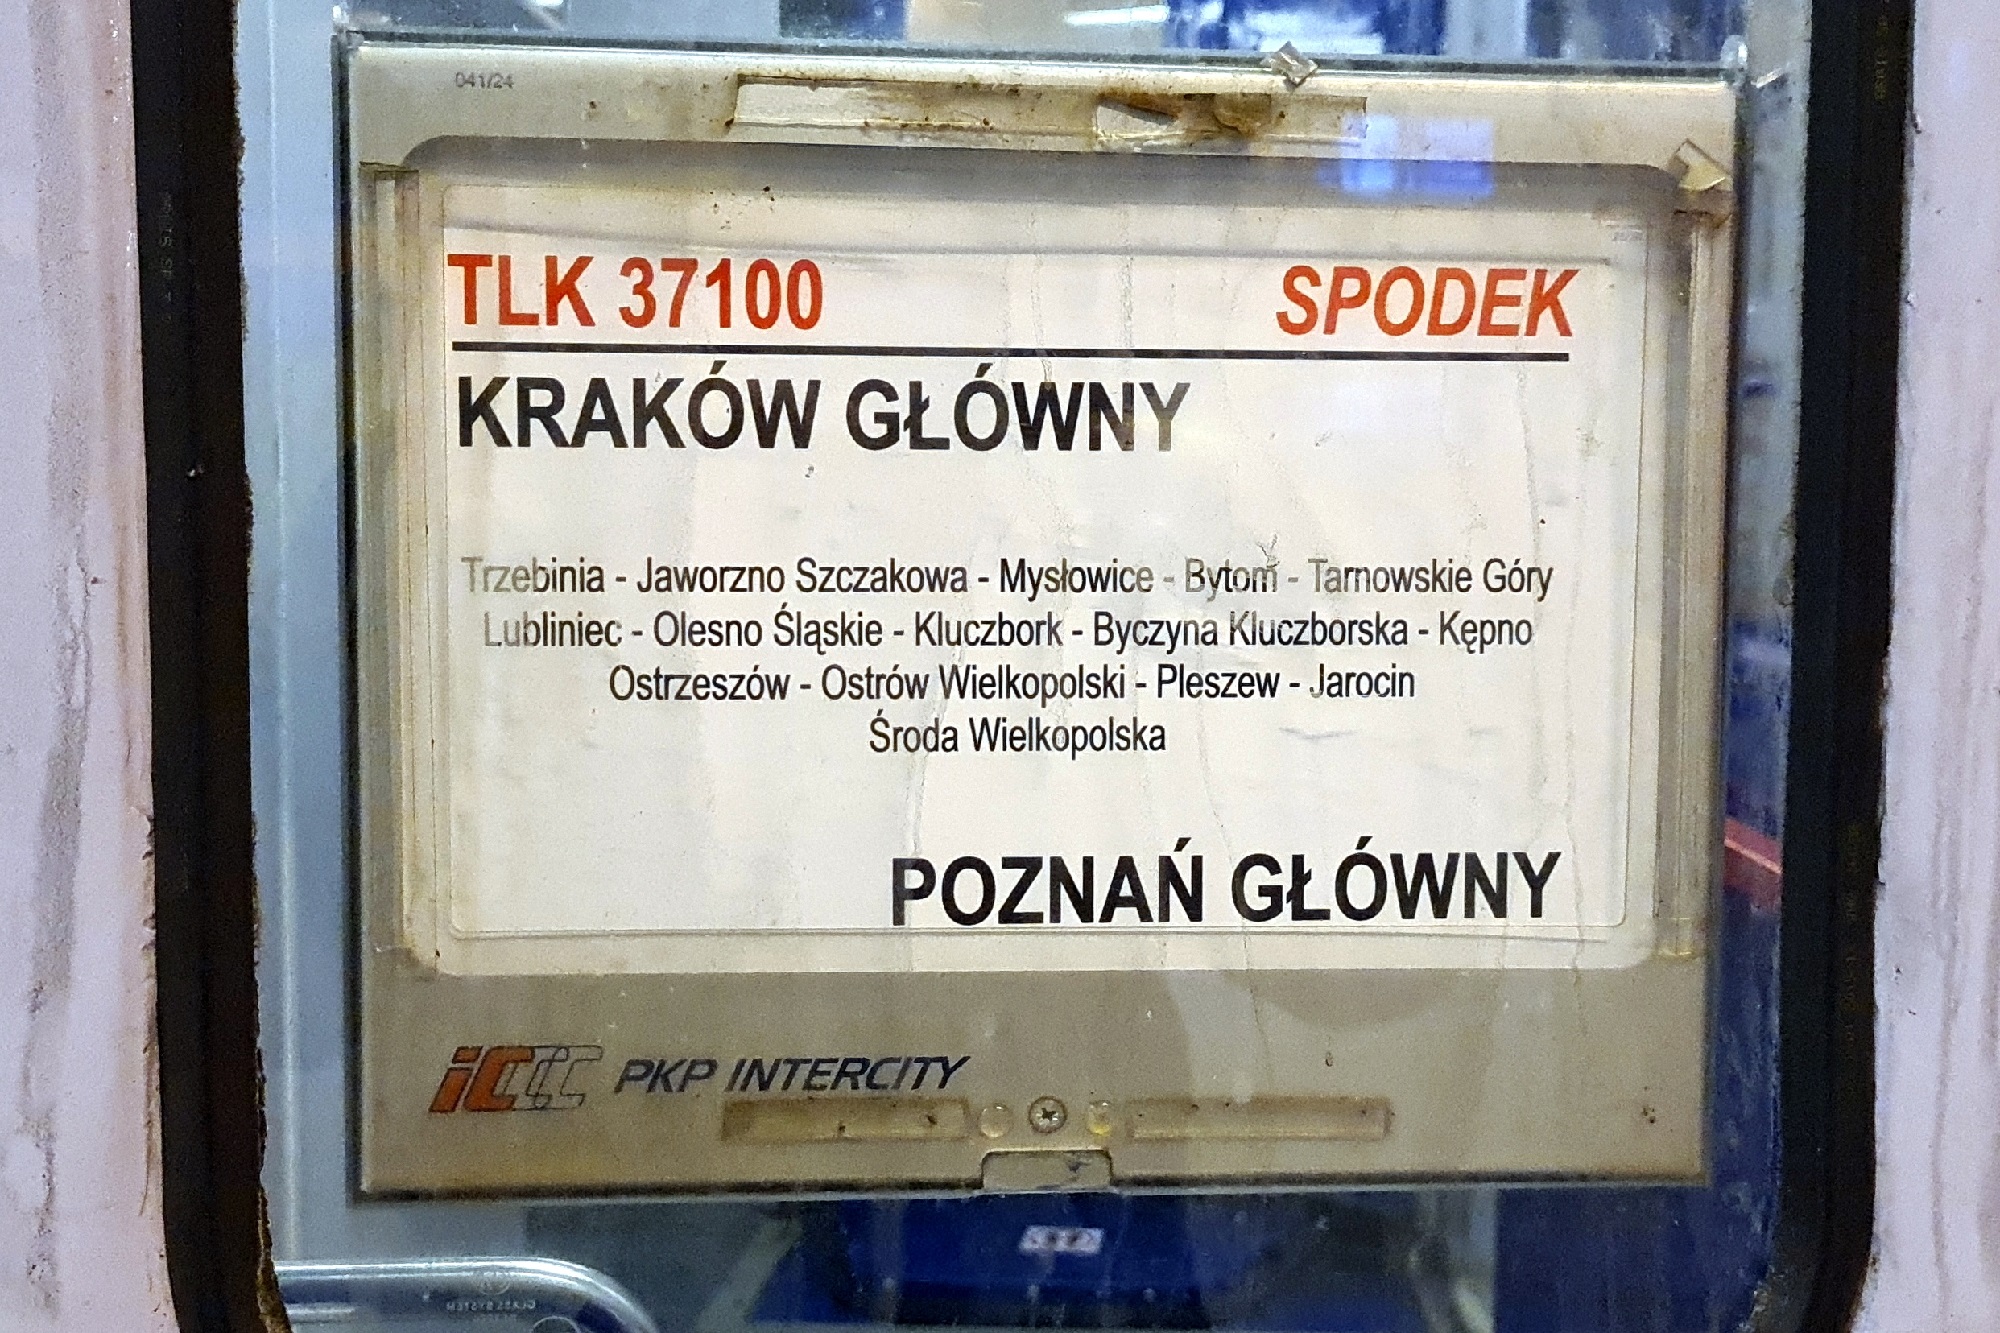 041/24
TLK 37100 SPODEK
KRAKÓW GŁÓWNY
Trzebinia - Jaworzno Szczakowa - Mysłowice - Bytom - Tarnowskie Góry
Lubliniec - Olesno Śląskie - Kluczbork - Byczyna Kluczborska - Kępno
Ostrzeszów - Ostrów Wielkopolski - Pleszew - Jarocin
Środa Wielkopolska
POZNAŃ GŁÓWNY
iC PKP INTERCITY